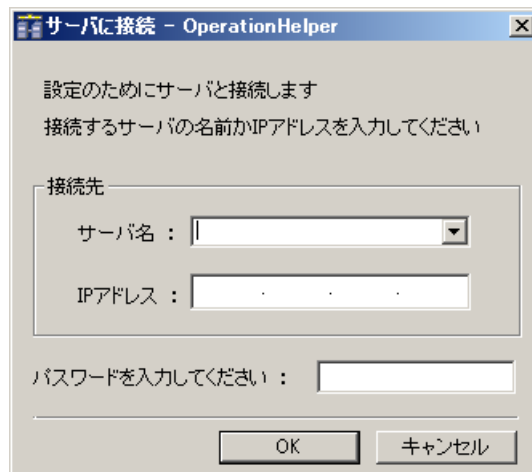 サーバに接続 - OperationHelper
設定のためにサーバと接続します
接続するサーバの名前かIPアドレスを入力してください
接続先
サーバ名 :
IPアドレス : . . .
パスワードを入力してください :
OK キャンセル